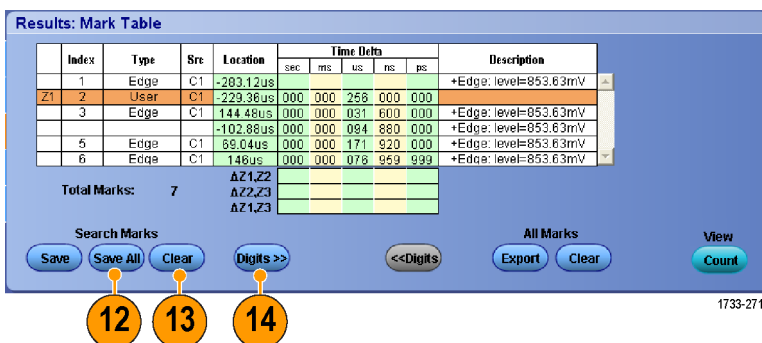 Results: Mark Table
Index Type Src Location Time Delta Description
sec ms us ns ps
1 Edge C1 -283.12us +Edge: level=853.63mV
Z1 2 User C1 -229.36us 000 000 256 000 000
3 Edge C1 144.48us 000 000 031 600 000 +Edge: level=853.63mV
-102.88us 000 000 094 880 000 +Edge: level=853.63mV
5 Edge C1 69.04us 000 000 171 920 000 +Edge: level=853.63mV
6 Edge C1 146us 000 000 076 959 999 +Edge: level=853.63mV
Total Marks: 7
ΔZ1,Z2
ΔZ2,Z3
ΔZ1,Z3
Search Marks All Marks View
Save Save All Clear Digits >> <<Digits Export Clear Count
1733-271
12 13 14